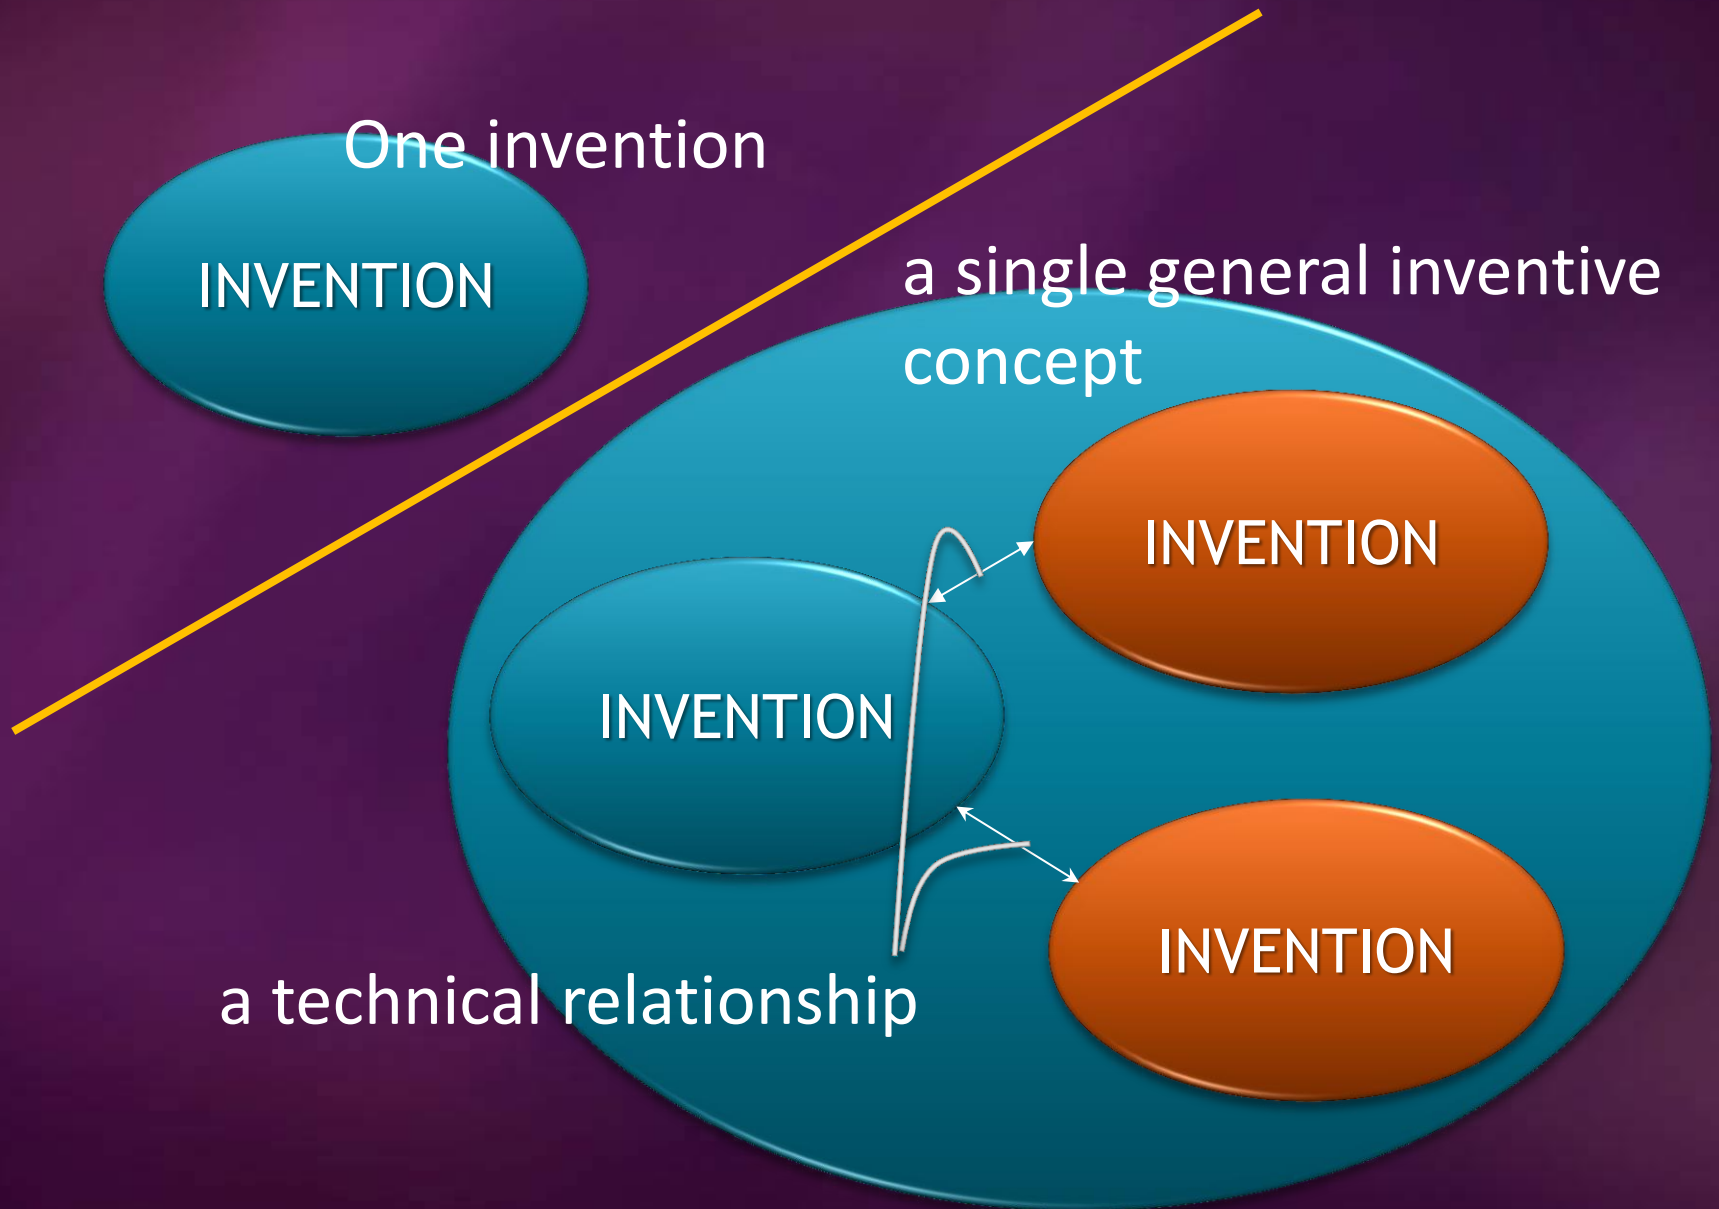 One invention
INVENTION
a single general inventive
concept
INVENTION
INVENTION
INVENTION
a technical relationship